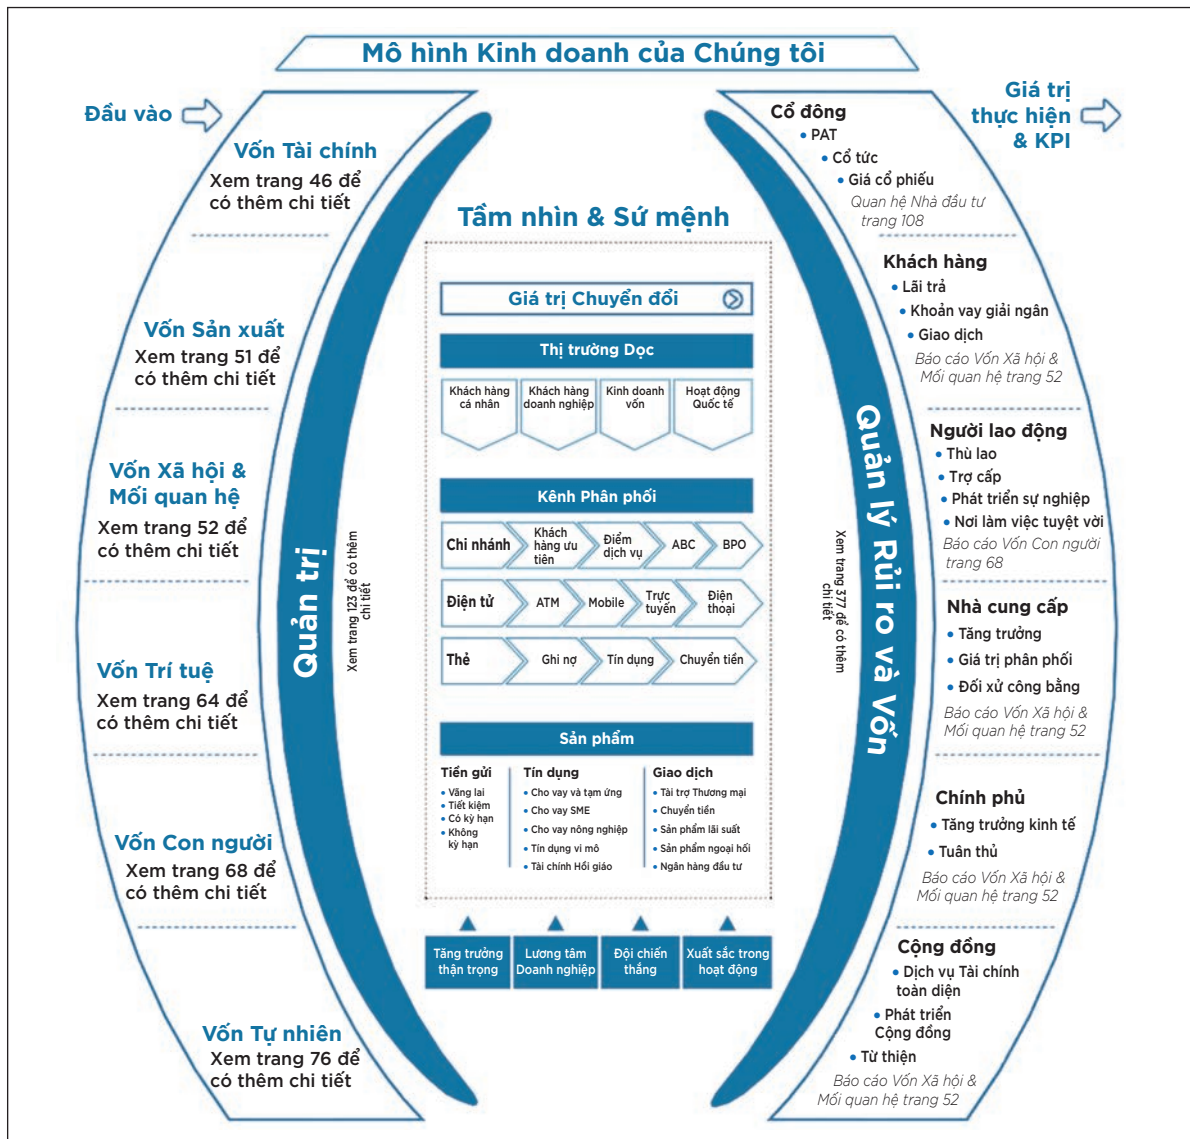 Mô hình Kinh doanh của Chúng tôi
Đầu vào
Vốn Tài chính
Xem trang 46 để
có thêm chi tiết
Vốn Sản xuất
Xem trang 51 để
có thêm chi tiết
Vốn Xã hội &
Mối quan hệ
Xem trang 52 để
có thêm chi tiết
Vốn Trí tuệ
Xem trang 64 để
có thêm chi tiết
Vốn Con người
Xem trang 68 để
có thêm chi tiết
Vốn Tự nhiên
Xem trang 76 để
có thêm chi tiết
Quản trị
Xem trang 123 để có thêm
chi tiết
Tầm nhìn & Sứ mệnh
Giá trị Chuyển đổi
Thị trường Dọc
Khách hàng
cá nhân
Khách hàng
doanh nghiệp
Kinh doanh
vốn
Hoạt động
Quốc tế
Kênh Phân phối
Chi nhánh
Khách
hàng ưu
tiên
Điểm
dịch vụ
ABC
BPO
Điện tử
ATM
Mobile
Trực
tuyến
Điện
thoại
Thẻ
Ghi nợ
Tín dụng
Chuyển tiền
Sản phẩm
Tiền gửi
• Vãng lai
• Tiết kiệm
• Có kỳ hạn
• Không
kỳ hạn
Tín dụng
• Cho vay và tạm ứng
• Cho vay SME
• Cho vay nông nghiệp
• Tín dụng vi mô
• Tài chính Hồi giáo
Giao dịch
• Tài trợ Thương mại
• Chuyển tiền
• Sản phẩm lãi suất
• Sản phẩm ngoại hối
• Ngân hàng đầu tư
Tăng trưởng
thận trọng
Lương tâm
Doanh nghiệp
Đội chiến
thắng
Xuất sắc trong
hoạt động
Xem trang 377 để có thêm
chi tiết
Quản lý Rủi ro và Vốn
Giá trị
thực hiện
& KPI
Cổ đông
• PAT
• Cổ tức
• Giá cổ phiếu
Quan hệ Nhà đầu tư
trang 108
Khách hàng
• Lãi trả
• Khoản vay giải ngân
• Giao dịch
Báo cáo Vốn Xã hội &
Mối quan hệ trang 52
Người lao động
• Thù lao
• Trợ cấp
• Phát triển sự nghiệp
• Nơi làm việc tuyệt vời
Báo cáo Vốn Con người
trang 68
Nhà cung cấp
• Tăng trưởng
• Giá trị phân phối
• Đối xử công bằng
Báo cáo Vốn Xã hội &
Mối quan hệ trang 52
Chính phủ
• Tăng trưởng kinh tế
• Tuân thủ
Báo cáo Vốn Xã hội &
Mối quan hệ trang 52
Cộng đồng
• Dịch vụ Tài chính
toàn diện
• Phát triển
Cộng đồng
• Từ thiện
Báo cáo Vốn Xã hội &
Mối quan hệ trang 52